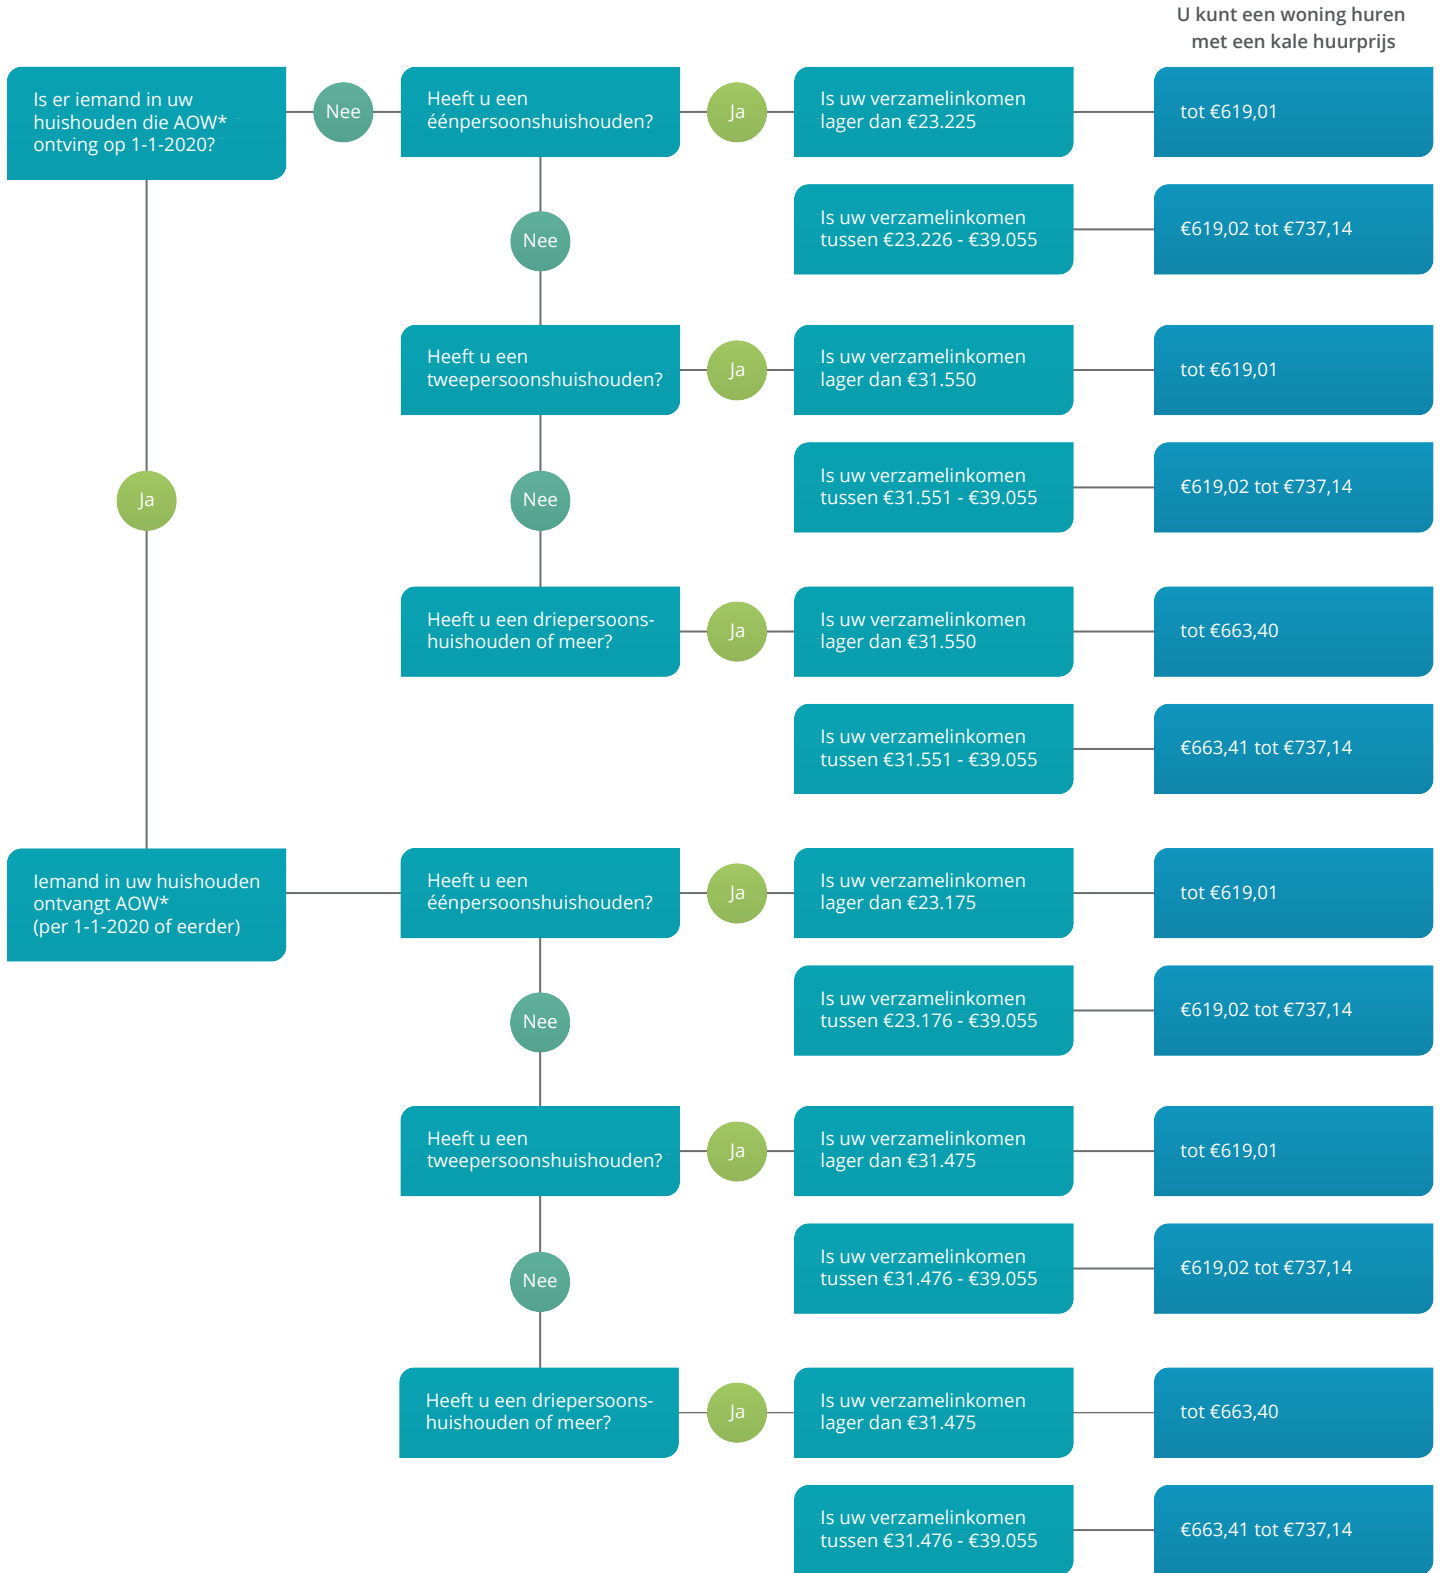 U kunt een woning huren
met een kale huurprijs
Is er iemand in uw
huishouden die AOW*
ontving op 1-1-2020?
Nee
Heeft u een
éénpersoonshuishouden?
Ja
Is uw verzamelinkomen
lager dan €23.225
tot €619,01
Is uw verzamelinkomen
tussen €23.226 - €39.055
€619,02 tot €737,14
Nee
Heeft u een
tweepersoonshuishouden?
Ja
Is uw verzamelinkomen
lager dan €31.550
tot €619,01
Is uw verzamelinkomen
tussen €31.551 - €39.055
€619,02 tot €737,14
Ja
Nee
Heeft u een driepersoons-
huishouden of meer?
Ja
Is uw verzamelinkomen
lager dan €31.550
tot €663,40
Is uw verzamelinkomen
tussen €31.551 - €39.055
€663,41 tot €737,14
Iemand in uw huishouden
ontvangt AOW*
(per 1-1-2020 of eerder)
Heeft u een
éénpersoonshuishouden?
Ja
Is uw verzamelinkomen
lager dan €23.175
tot €619,01
Is uw verzamelinkomen
tussen €23.176 - €39.055
€619,02 tot €737,14
Nee
Heeft u een
tweepersoonshuishouden?
Ja
Is uw verzamelinkomen
lager dan €31.475
tot €619,01
Is uw verzamelinkomen
tussen €31.476 - €39.055
€619,02 tot €737,14
Nee
Heeft u een driepersoons-
huishouden of meer?
Ja
Is uw verzamelinkomen
lager dan €31.475
tot €663,40
Is uw verzamelinkomen
tussen €31.476 - €39.055
€663,41 tot €737,14